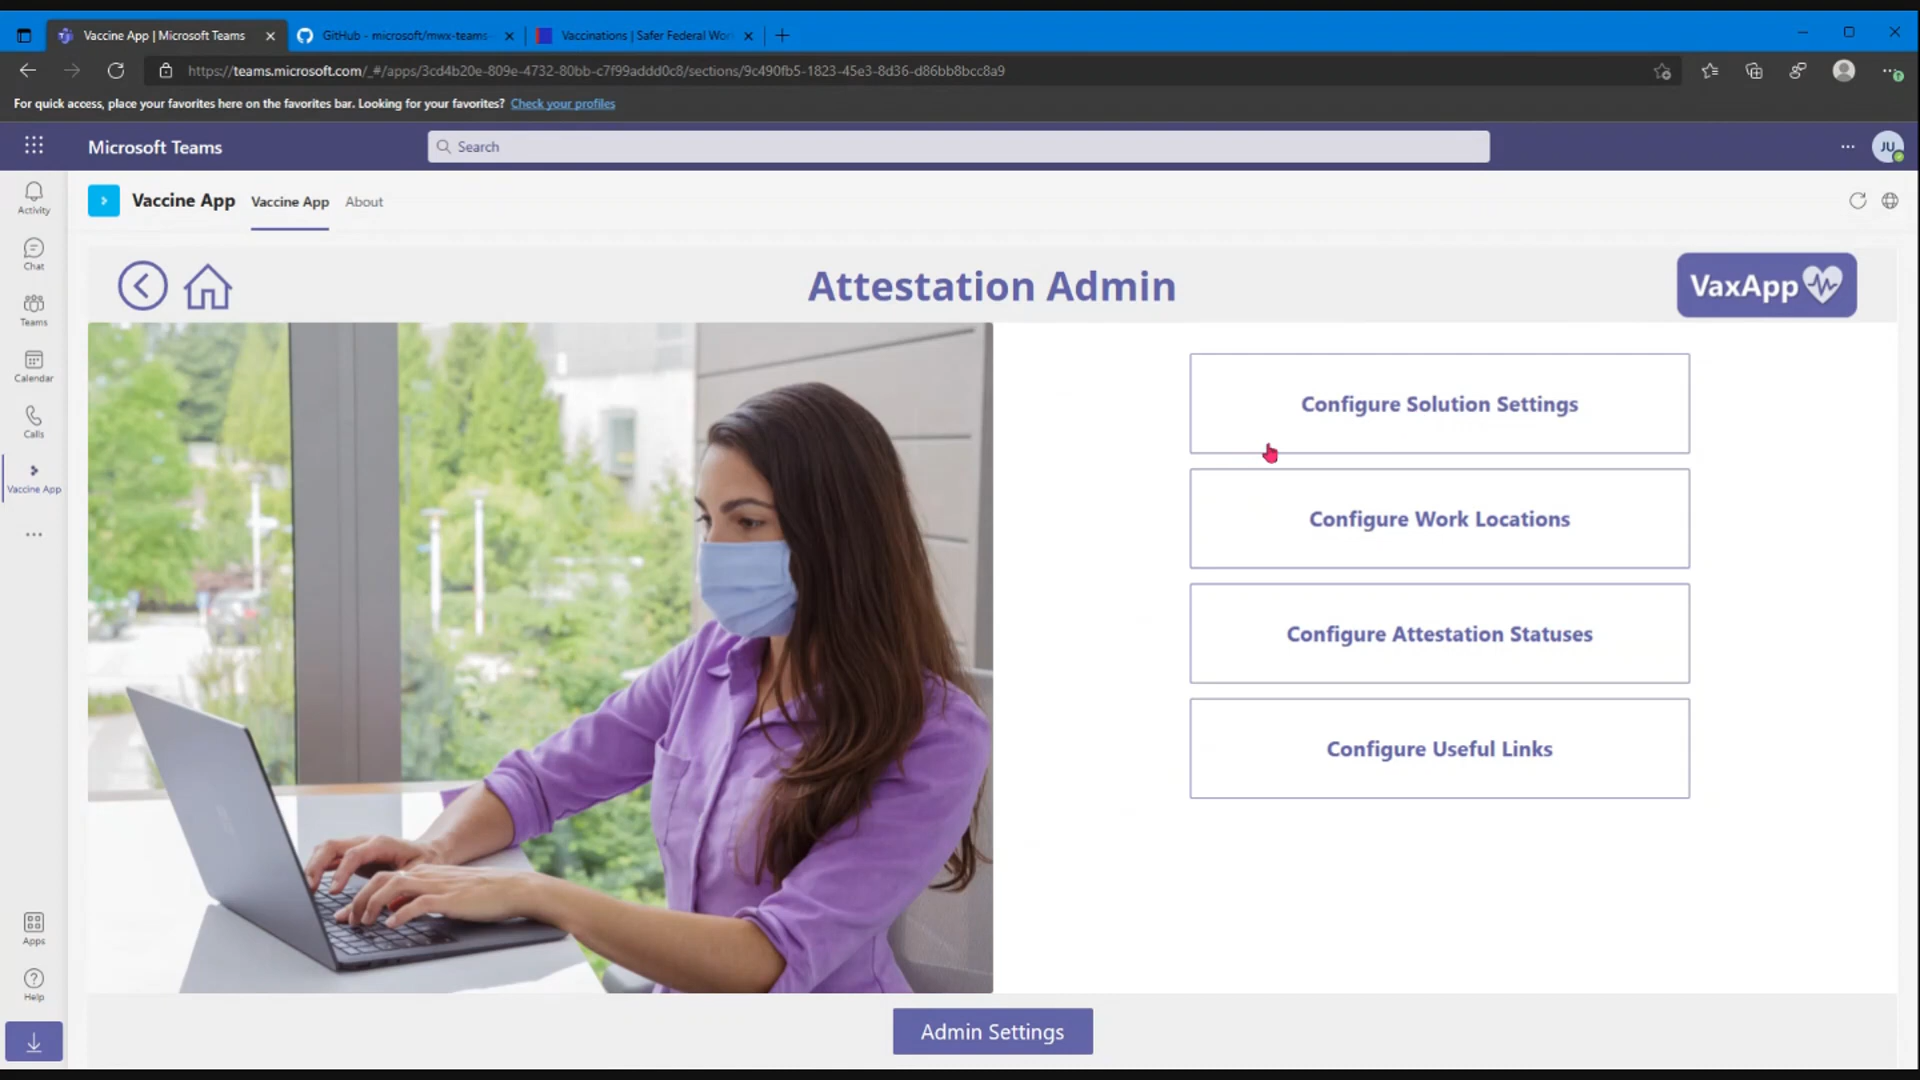 Vaccine App | Microsoft Teams
GitHub - microsoft/mwx-teams-
Vaccinations | Safer Federal Wor
https://teams.microsoft.com/_#/apps/3cd4b20e-809e-4732-80bb-c7f99addd0c8/sections/9c490fb5-1823-45e3-8d36-d86bb8bcc8a9
For quick access, place your favorites here on the favorites bar. Looking for your favorites? Check your profiles
Microsoft Teams
Search
JU
Activity
Chat
Teams
Calendar
Calls
Vaccine App
Apps
Help
Vaccine App
Vaccine App
About
Attestation Admin
VaxApp
Configure Solution Settings
Configure Work Locations
Configure Attestation Statuses
Configure Useful Links
Admin Settings